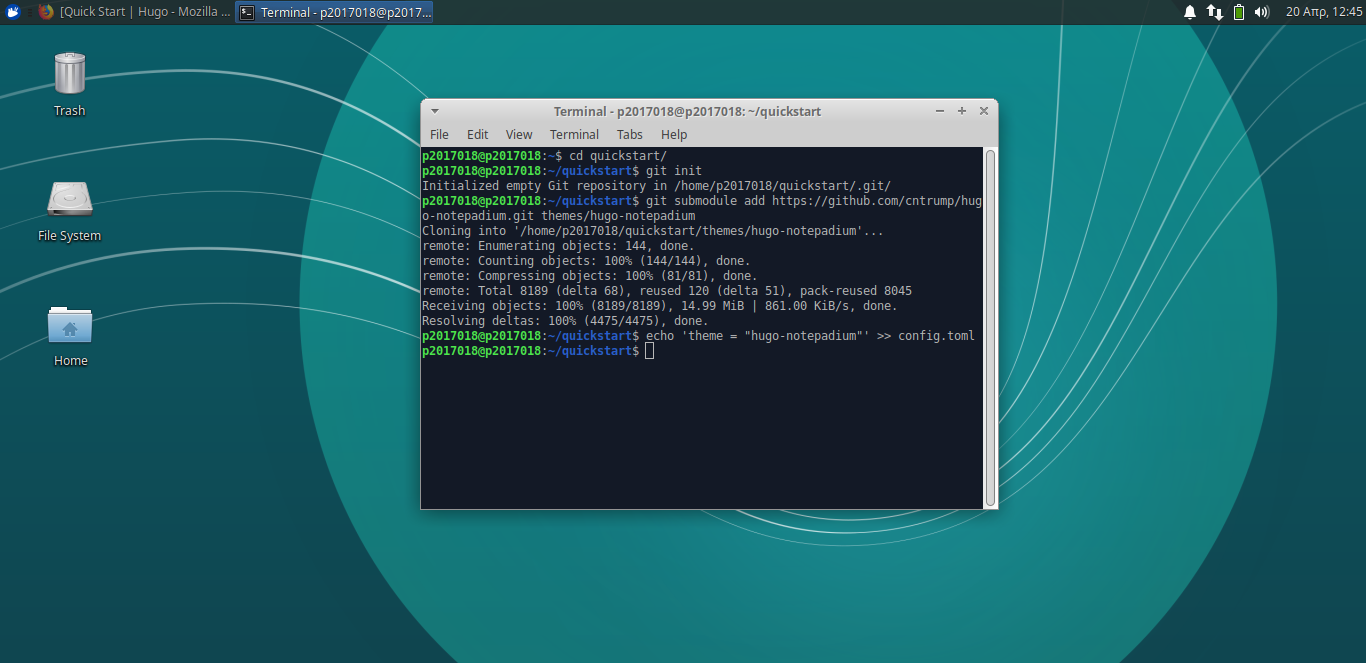 [Quick Start | Hugo - Mozilla ...
Terminal - p2017018@p2017...
20 Απρ, 12:45
Trash
File System
Home
Terminal - p2017018@p2017018: ~/quickstart
File Edit View Terminal Tabs Help
p2017018@p2017018:~$ cd quickstart/
p2017018@p2017018:~/quickstart$ git init
Initialized empty Git repository in /home/p2017018/quickstart/.git/
p2017018@p2017018:~/quickstart$ git submodule add https://github.com/cntrump/hug
o-notepadium.git themes/hugo-notepadium
Cloning into '/home/p2017018/quickstart/themes/hugo-notepadium'...
remote: Enumerating objects: 144, done.
remote: Counting objects: 100% (144/144), done.
remote: Compressing objects: 100% (81/81), done.
remote: Total 8189 (delta 68), reused 120 (delta 51), pack-reused 8045
Receiving objects: 100% (8189/8189), 14.99 MiB | 861.00 KiB/s, done.
Resolving deltas: 100% (4475/4475), done.
p2017018@p2017018:~/quickstart$ echo 'theme = "hugo-notepadium"' >> config.toml
p2017018@p2017018:~/quickstart$